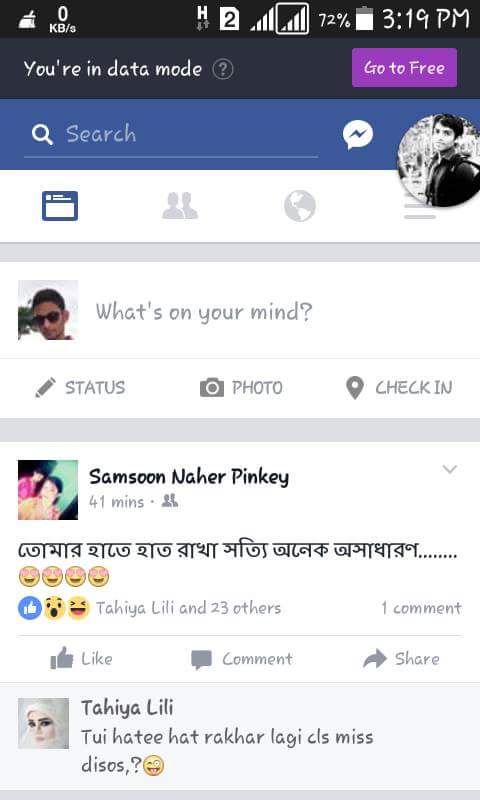 0
KB/s
H
2
72%
3:19 PM
You're in data mode ?
Go to Free
Search
What's on your mind?
STATUS
PHOTO
CHECK IN
Samsoon Naher Pinkey
41 mins ·
তোমার হাতে হাত রাখা সত্যি অনেক অসাধারণ........
😍😍😍😍
Tahiya Lili and 23 others
1 comment
Like
Comment
Share
Tahiya Lili
Tui hatee hat rakhar lagi cls miss
disos,?😜